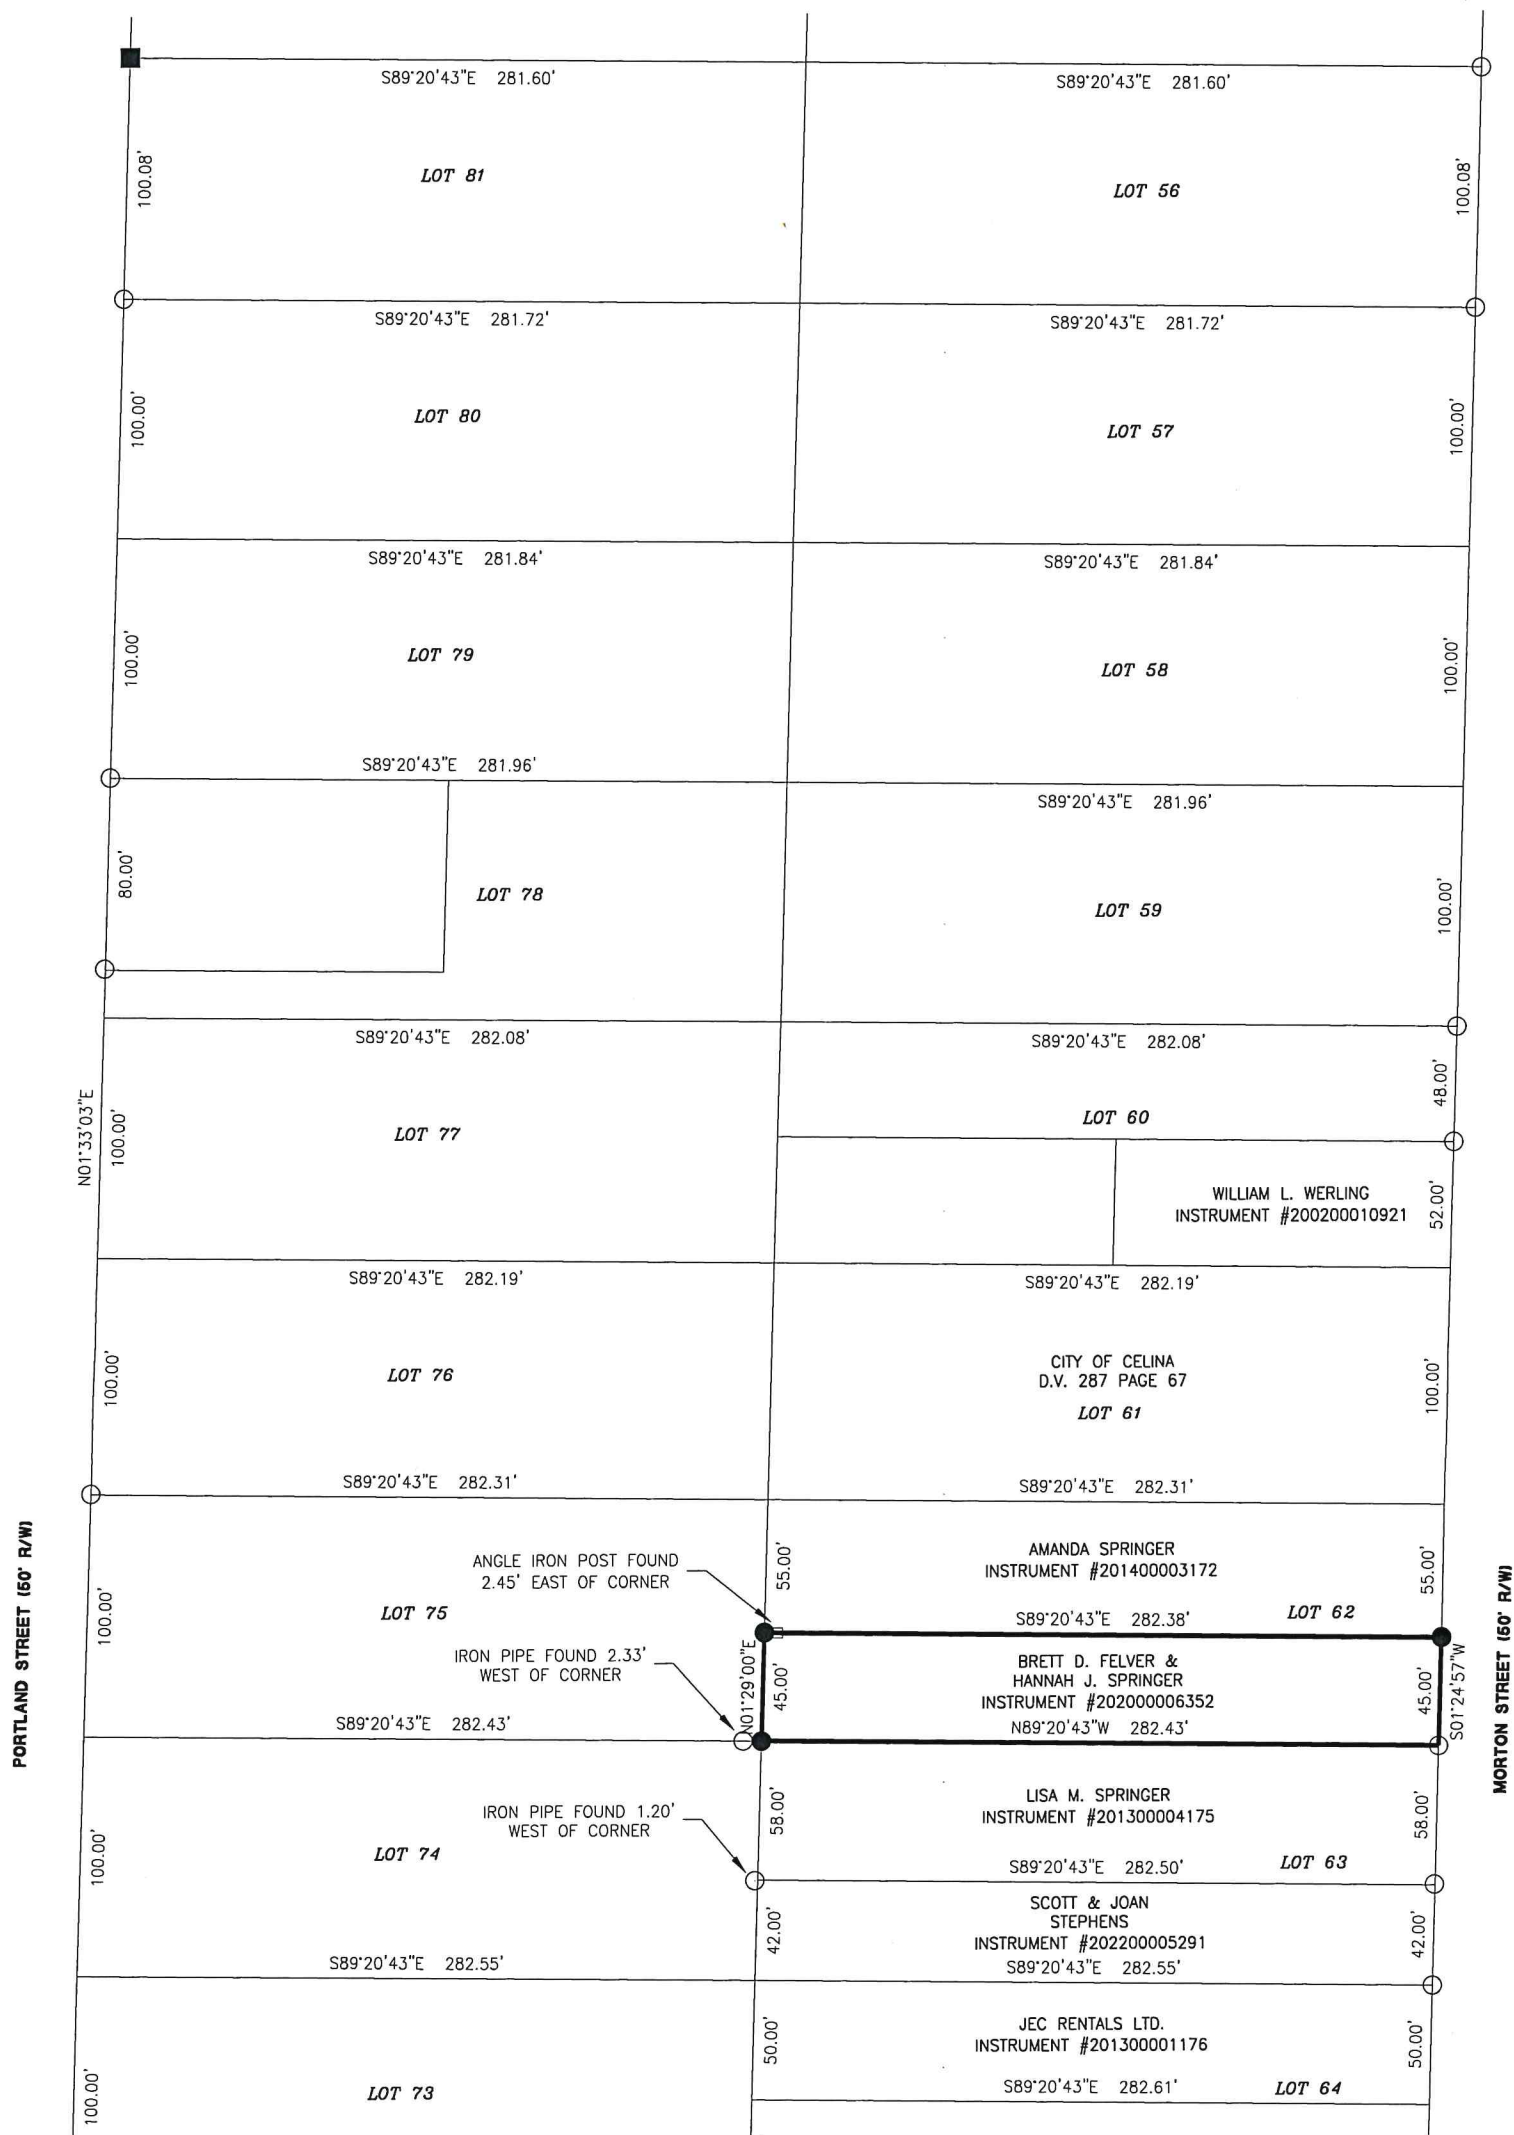 S89°20'43"E 281.60'
S89°20'43"E 281.60'
100.08'
LOT 81
LOT 56
100.08'
S89°20'43"E 281.72'
S89°20'43"E 281.72'
100.00'
LOT 80
LOT 57
100.00'
S89°20'43"E 281.84'
S89°20'43"E 281.84'
100.00'
LOT 79
LOT 58
100.00'
S89°20'43"E 281.96'
S89°20'43"E 281.96'
80.00'
LOT 78
LOT 59
100.00'
S89°20'43"E 282.08'
S89°20'43"E 282.08'
N01°33'03"E
100.00'
LOT 77
LOT 60
48.00'
WILLIAM L. WERLING
INSTRUMENT #200200010921
52.00'
S89°20'43"E 282.19'
S89°20'43"E 282.19'
100.00'
LOT 76
CITY OF CELINA
D.V. 287 PAGE 67
LOT 61
100.00'
S89°20'43"E 282.31'
S89°20'43"E 282.31'
PORTLAND STREET (50' R/W)
100.00'
LOT 75
ANGLE IRON POST FOUND
2.45' EAST OF CORNER
55.00'
AMANDA SPRINGER
INSTRUMENT #201400003172
55.00'
S89°20'43"E 282.38'
LOT 62
MORTON STREET (50' R/W)
IRON PIPE FOUND 2.33'
WEST OF CORNER
N01°29'00"E
45.00'
BRETT D. FELVER &
HANNAH J. SPRINGER
INSTRUMENT #202000006352
N89°20'43"W 282.43'
45.00'
S01°24'57"W
S89°20'43"E 282.43'
IRON PIPE FOUND 1.20'
WEST OF CORNER
58.00'
LISA M. SPRINGER
INSTRUMENT #201300004175
58.00'
100.00'
LOT 74
S89°20'43"E 282.50'
LOT 63
42.00'
SCOTT & JOAN
STEPHENS
INSTRUMENT #202200005291
S89°20'43"E 282.55'
42.00'
S89°20'43"E 282.55'
50.00'
JEC RENTALS LTD.
INSTRUMENT #201300001176
50.00'
100.00'
LOT 73
S89°20'43"E 282.61'
LOT 64